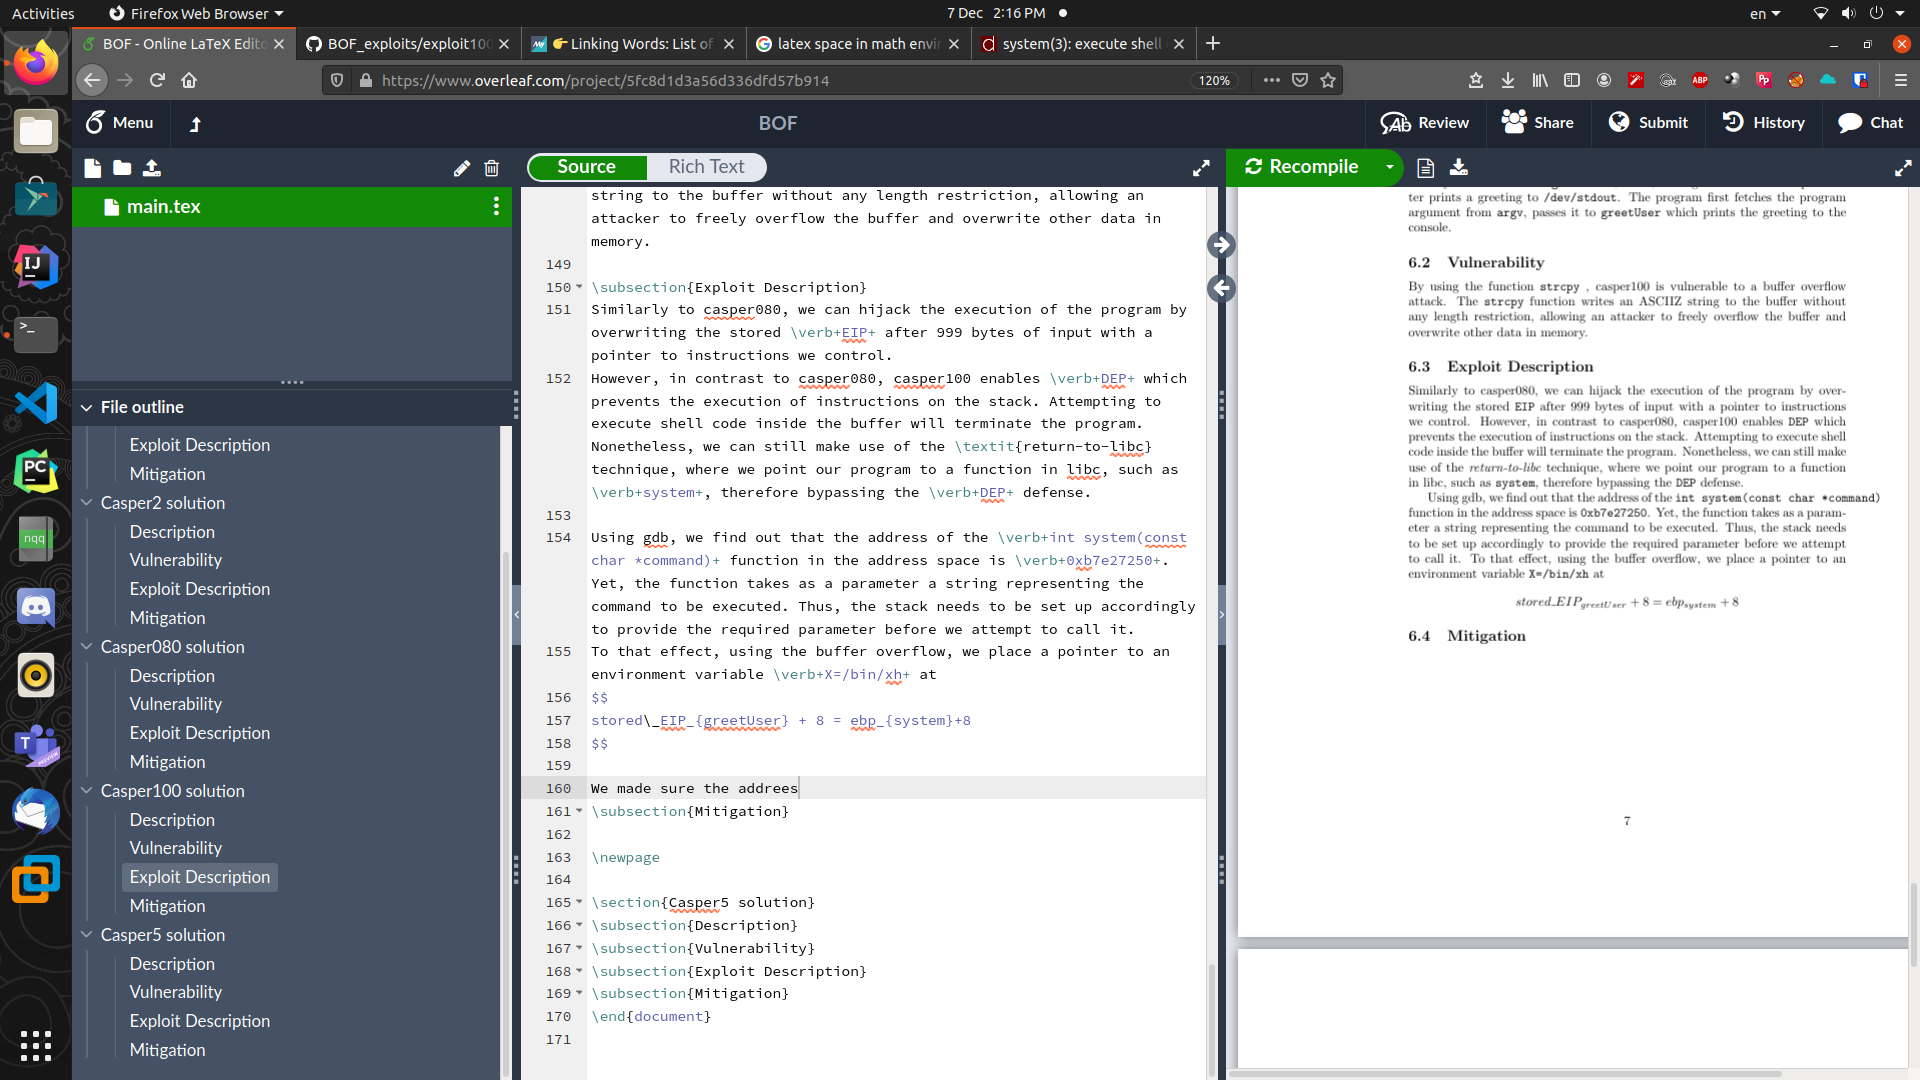 Activities
Firefox Web Browser
7 Dec 2:16 PM
en
BOF - Online LaTeX Edito
BOF_exploits/exploit100
👉 Linking Words: List of
latex space in math envi
system(3): execute shell
https://www.overleaf.com/project/5fc8d1d3a56d336dfd57b914
120%
Menu
BOF
Review
Share
Submit
History
Chat
Source
Rich Text
Recompile
main.tex
File outline
Exploit Description
Mitigation
Casper2 solution
Description
Vulnerability
Exploit Description
Mitigation
Casper080 solution
Description
Vulnerability
Exploit Description
Mitigation
Casper100 solution
Description
Vulnerability
Exploit Description
Mitigation
Casper5 solution
Description
Vulnerability
Exploit Description
Mitigation
string to the buffer without any length restriction, allowing an
attacker to freely overflow the buffer and overwrite other data in
memory.
149
150 \subsection{Exploit Description}
151 Similarly to casper080, we can hijack the execution of the program by
overwriting the stored \verb+EIP+ after 999 bytes of input with a
pointer to instructions we control.
152 However, in contrast to casper080, casper100 enables \verb+DEP+ which
prevents the execution of instructions on the stack. Attempting to
execute shell code inside the buffer will terminate the program.
Nonetheless, we can still make use of the \textit{return-to-libc}
technique, where we point our program to a function in libc, such as
\verb+system+, therefore bypassing the \verb+DEP+ defense.
153
154 Using gdb, we find out that the address of the \verb+int system(const
char *command)+ function in the address space is \verb+0xb7e27250+.
Yet, the function takes as a parameter a string representing the
command to be executed. Thus, the stack needs to be set up accordingly
to provide the required parameter before we attempt to call it.
155 To that effect, using the buffer overflow, we place a pointer to an
environment variable \verb+X=/bin/xh+ at
156 $$
157 stored\_EIP_{greetUser} + 8 = ebp_{system}+8
158 $$
159
160 We made sure the addrees
161 \subsection{Mitigation}
162
163 \newpage
164
165 \section{Casper5 solution}
166 \subsection{Description}
167 \subsection{Vulnerability}
168 \subsection{Exploit Description}
169 \subsection{Mitigation}
170 \end{document}
171
ter prints a greeting to /dev/stdout. The program first fetches the program
argument from argv, passes it to greetUser which prints the greeting to the
console.
6.2 Vulnerability
By using the function strcpy , casper100 is vulnerable to a buffer overflow
attack. The strcpy function writes an ASCIIZ string to the buffer without
any length restriction, allowing an attacker to freely overflow the buffer and
overwrite other data in memory.
6.3 Exploit Description
Similarly to casper080, we can hijack the execution of the program by over-
writing the stored EIP after 999 bytes of input with a pointer to instructions
we control. However, in contrast to casper080, casper100 enables DEP which
prevents the execution of instructions on the stack. Attempting to execute shell
code inside the buffer will terminate the program. Nonetheless, we can still make
use of the return-to-libc technique, where we point our program to a function
in libc, such as system, therefore bypassing the DEP defense.
Using gdb, we find out that the address of the int system(const char *command)
function in the address space is 0xb7e27250. Yet, the function takes as a param-
eter a string representing the command to be executed. Thus, the stack needs
to be set up accordingly to provide the required parameter before we attempt
to call it. To that effect, using the buffer overflow, we place a pointer to an
environment variable X=/bin/xh at
stored_EIPgreetUser + 8 = ebpsystem + 8
6.4 Mitigation
7